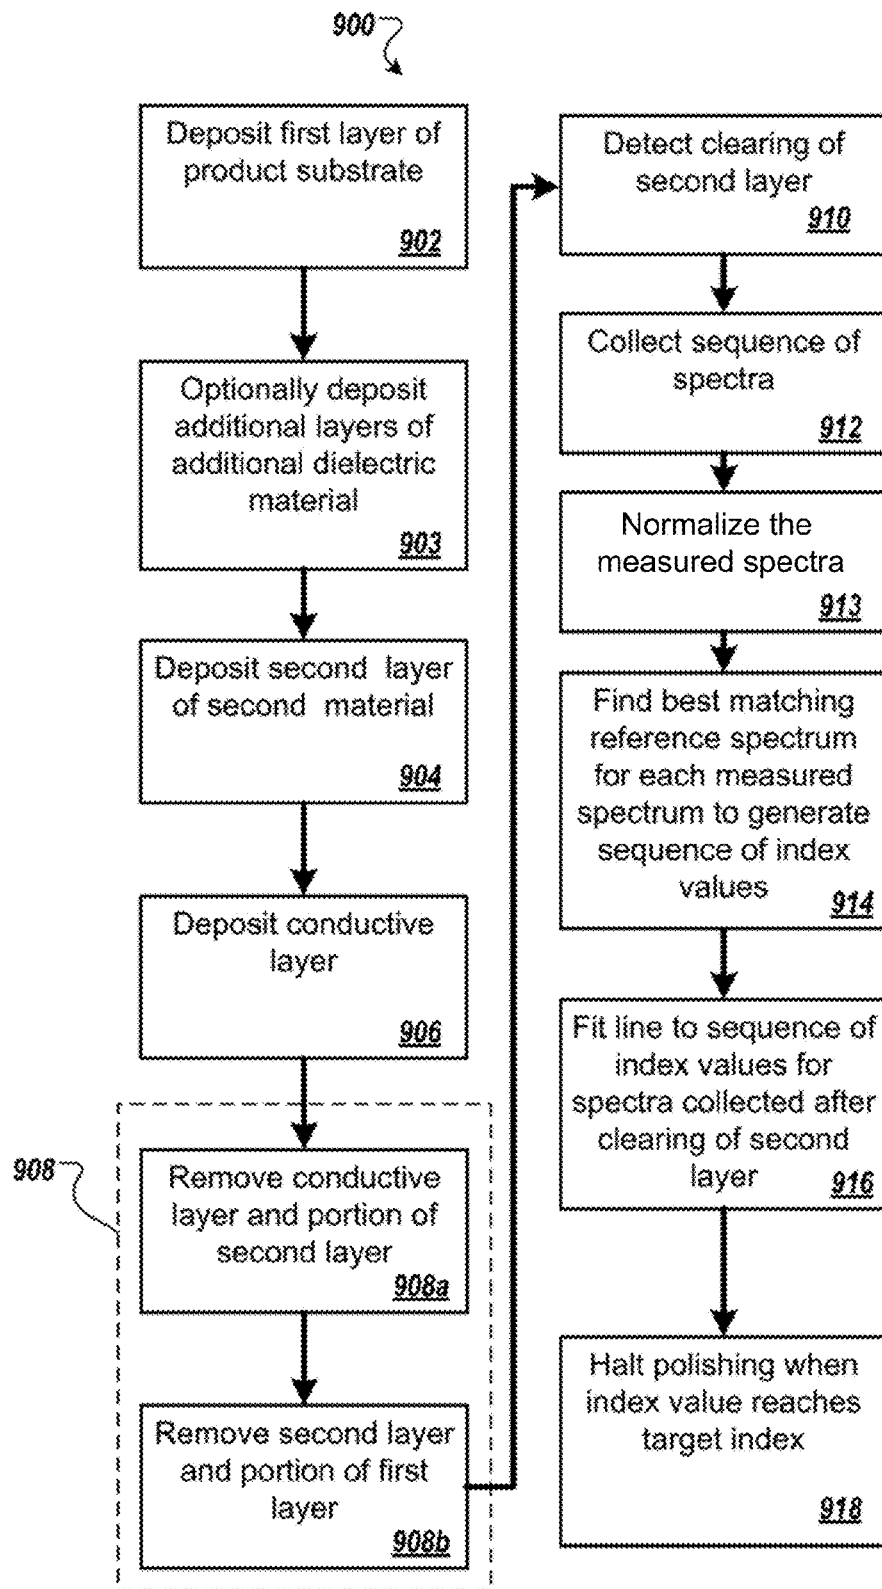 900
Deposit first layer of
product substrate
902
Optionally deposit
additional layers of
additional dielectric
material
903
Deposit second layer
of second material
904
Deposit conductive
layer
906
908
Remove conductive
layer and portion of
second layer
908a
Remove second layer
and portion of first
layer
908b
Detect clearing of
second layer
910
Collect sequence of
spectra
912
Normalize the
measured spectra
913
Find best matching
reference spectrum
for each measured
spectrum to generate
sequence of index
values
914
Fit line to sequence of
index values for
spectra collected after
clearing of second
layer
916
Halt polishing when
index value reaches
target index
918